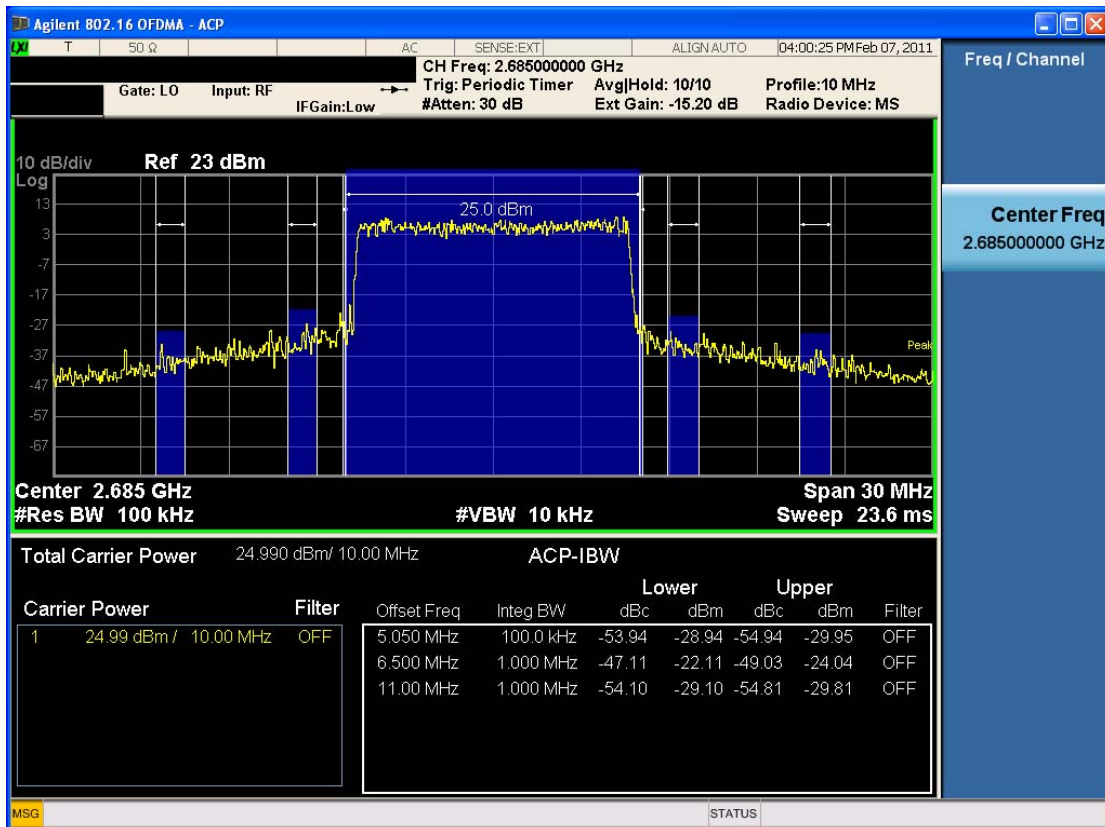 Agilent 802.16 OFDMA - ACP
LXI T 50 Ω AC SENSE:EXT ALIGN AUTO 04:00:25 PM Feb 07, 2011
CH Freq: 2.685000000 GHz
Gate: LO Input: RF Trig: Periodic Timer Avg|Hold: 10/10 Profile:10 MHz
IFGain:Low #Atten: 30 dB Ext Gain: -15.20 dB Radio Device: MS
Freq / Channel
Center Freq
2.685000000 GHz
10 dB/div Ref 23 dBm
Log
13
3
-7
-17
-27
-37
-47
-57
-67
25.0 dBm
Peak
Center 2.685 GHz Span 30 MHz
#Res BW 100 kHz #VBW 10 kHz Sweep 23.6 ms
Total Carrier Power 24.990 dBm/ 10.00 MHz ACP-IBW
Lower Upper
Carrier Power Filter Offset Freq Integ BW dBc dBm dBc dBm Filter
1 24.99 dBm / 10.00 MHz OFF 5.050 MHz 100.0 kHz -53.94 -28.94 -54.94 -29.95 OFF
6.500 MHz 1.000 MHz -47.11 -22.11 -49.03 -24.04 OFF
11.00 MHz 1.000 MHz -54.10 -29.10 -54.81 -29.81 OFF
MSG STATUS